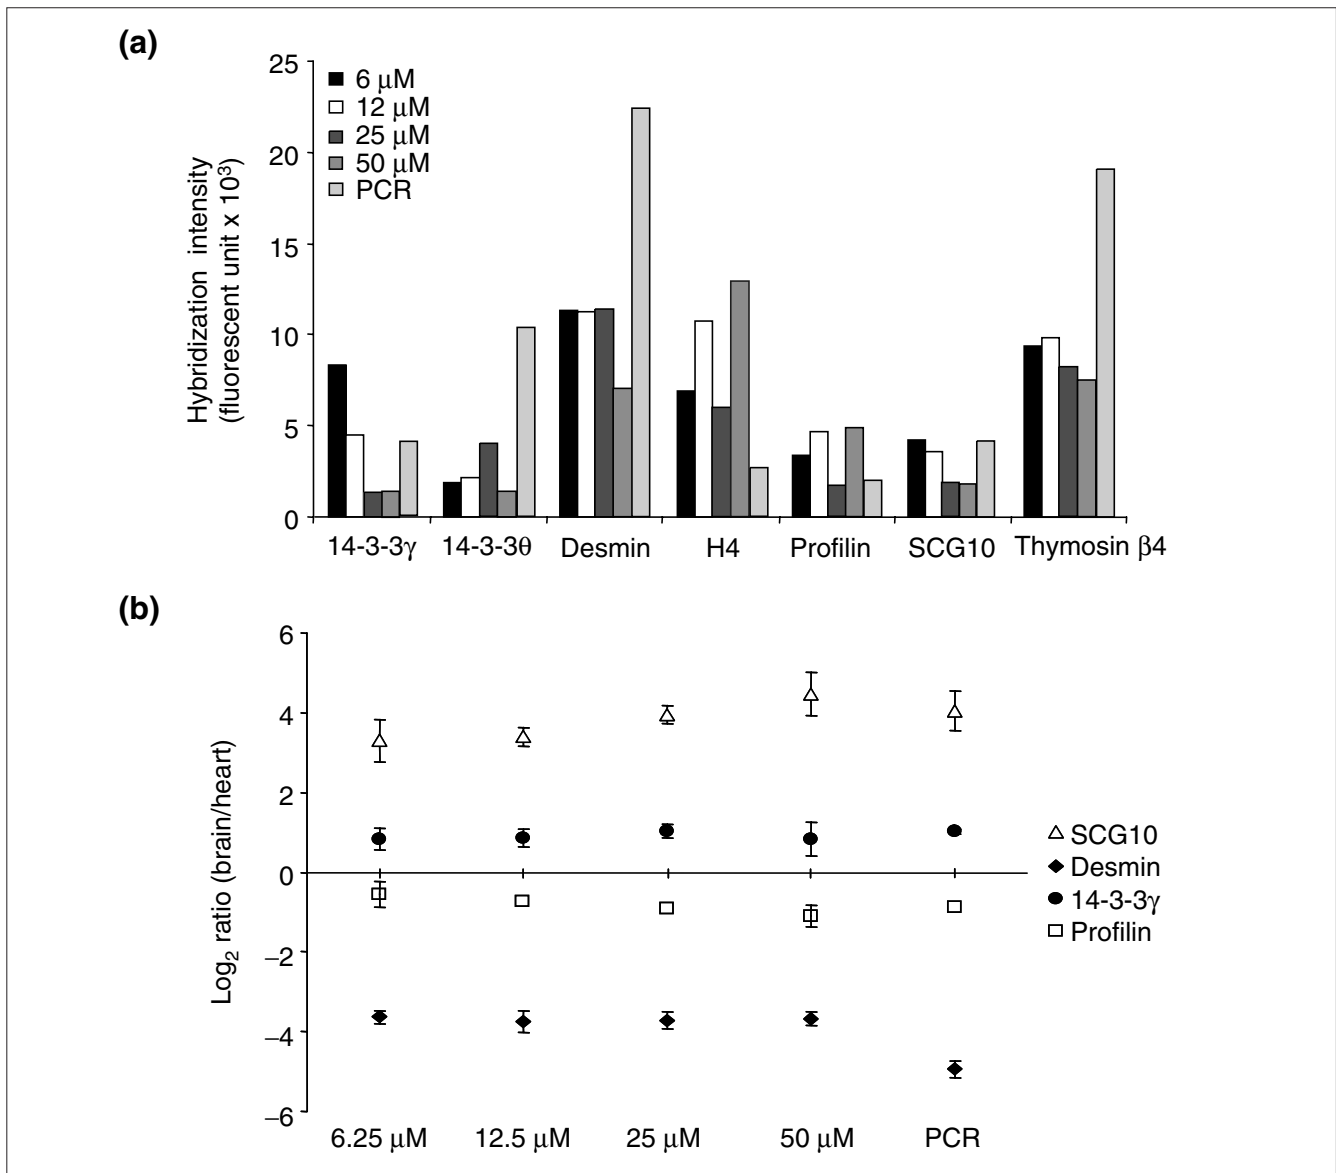 (a)
25
20
15
10
5
0
Hybridization intensity
(fluorescent unit x 10³)
6 μM
12 μM
25 μM
50 μM
PCR
14-3-3γ 14-3-3θ Desmin H4 Profilin SCG10 Thymosin β4
(b)
6
4
2
0
−2
−4
−6
Log₂ ratio (brain/heart)
SCG10
Desmin
14-3-3γ
Profilin
6.25 μM 12.5 μM 25 μM 50 μM PCR